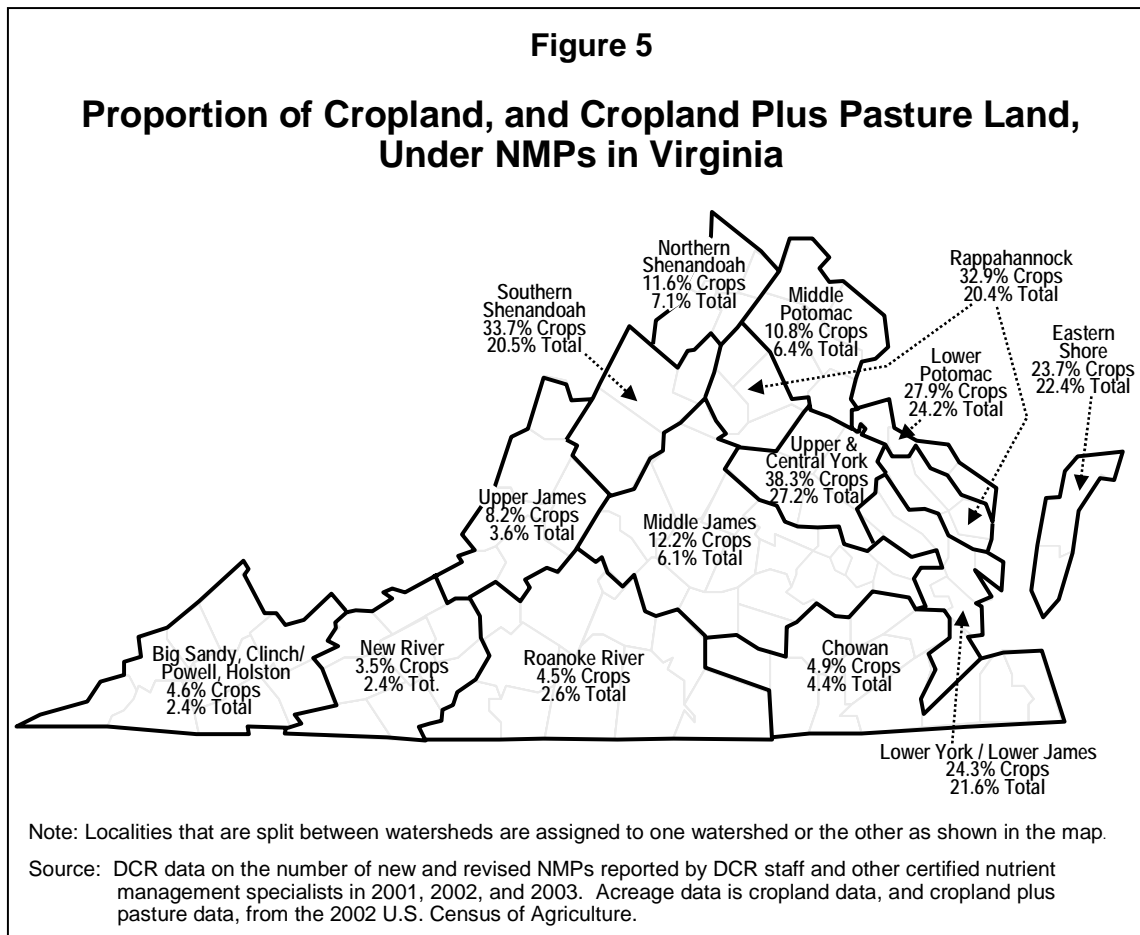 Figure 5
Proportion of Cropland, and Cropland Plus Pasture Land,
Under NMPs in Virginia
Northern
Shenandoah
11.6% Crops
7.1% Total
Southern
Shenandoah
33.7% Crops
20.5% Total
Middle
Potomac
10.8% Crops
6.4% Total
Rappahannock
32.9% Crops
20.4% Total
Eastern
Shore
23.7% Crops
22.4% Total
Lower
Potomac
27.9% Crops
24.2% Total
Upper &
Central York
38.3% Crops
27.2% Total
Upper James
8.2% Crops
3.6% Total
Middle James
12.2% Crops
6.1% Total
Big Sandy, Clinch/
Powell, Holston
4.6% Crops
2.4% Total
New River
3.5% Crops
2.4% Tot.
Roanoke River
4.5% Crops
2.6% Total
Chowan
4.9% Crops
4.4% Total
Lower York / Lower James
24.3% Crops
21.6% Total
Note: Localities that are split between watersheds are assigned to one watershed or the other as shown in the map.
Source: DCR data on the number of new and revised NMPs reported by DCR staff and other certified nutrient
management specialists in 2001, 2002, and 2003. Acreage data is cropland data, and cropland plus
pasture data, from the 2002 U.S. Census of Agriculture.